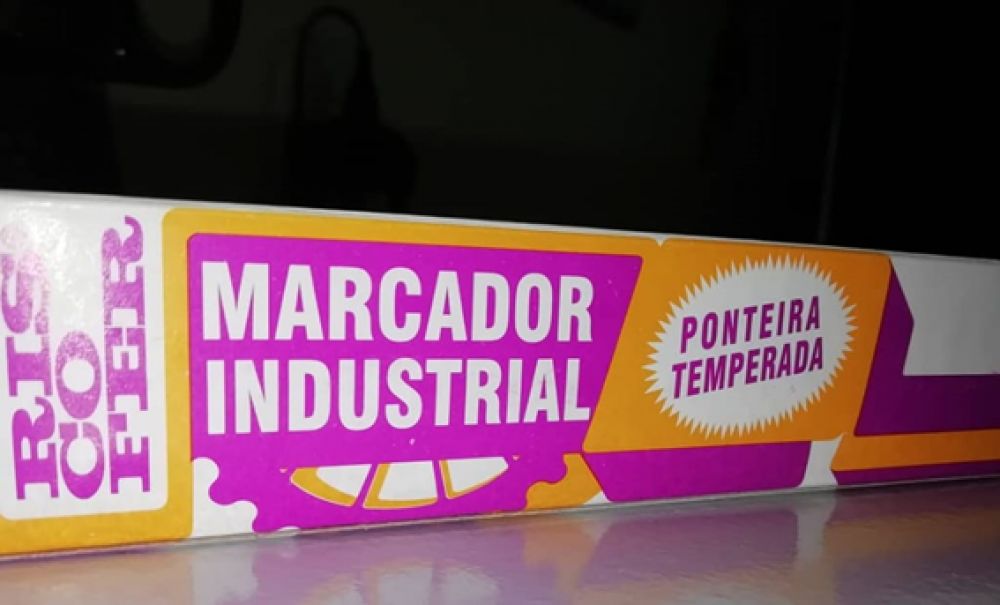 RIS
CO
FER
MARCADOR
INDUSTRIAL
PONTEIRA
TEMPERADA